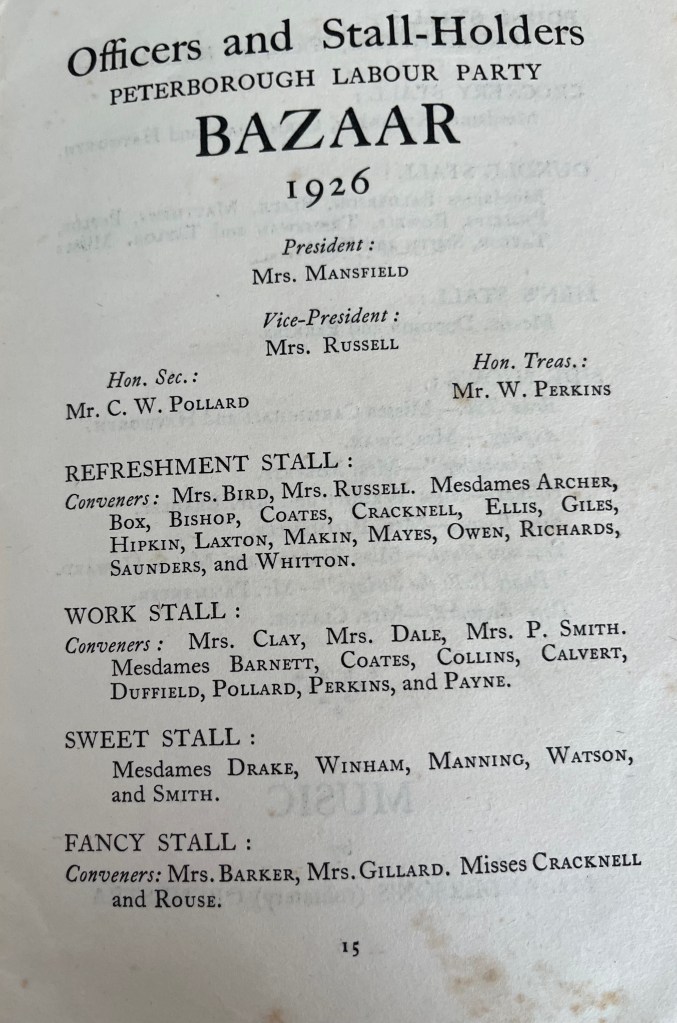 Officers and Stall-Holders
PETERBOROUGH LABOUR PARTY
BAZAAR
1926
President :
Mrs. MANSFIELD
Vice-President :
Mrs. RUSSELL
Hon. Sec. :
Mr. C. W. POLLARD
Hon. Treas. :
Mr. W. PERKINS
REFRESHMENT STALL :
Conveners : Mrs. BIRD, Mrs. RUSSELL. Mesdames ARCHER,
BOX, BISHOP, COATES, CRACKNELL, ELLIS, GILES,
HIPKIN, LAXTON, MAKIN, MAYES, OWEN, RICHARDS,
SAUNDERS, and WHITTON.
WORK STALL :
Conveners : Mrs. CLAY, Mrs. DALE, Mrs. P. SMITH.
Mesdames BARNETT, COATES, COLLINS, CALVERT,
DUFFIELD, POLLARD, PERKINS, and PAYNE.
SWEET STALL :
Mesdames DRAKE, WINHAM, MANNING, WATSON,
and SMITH.
FANCY STALL :
Conveners: Mrs. BARKER, Mrs. GILLARD. Misses CRACKNELL
and ROUSE.
15